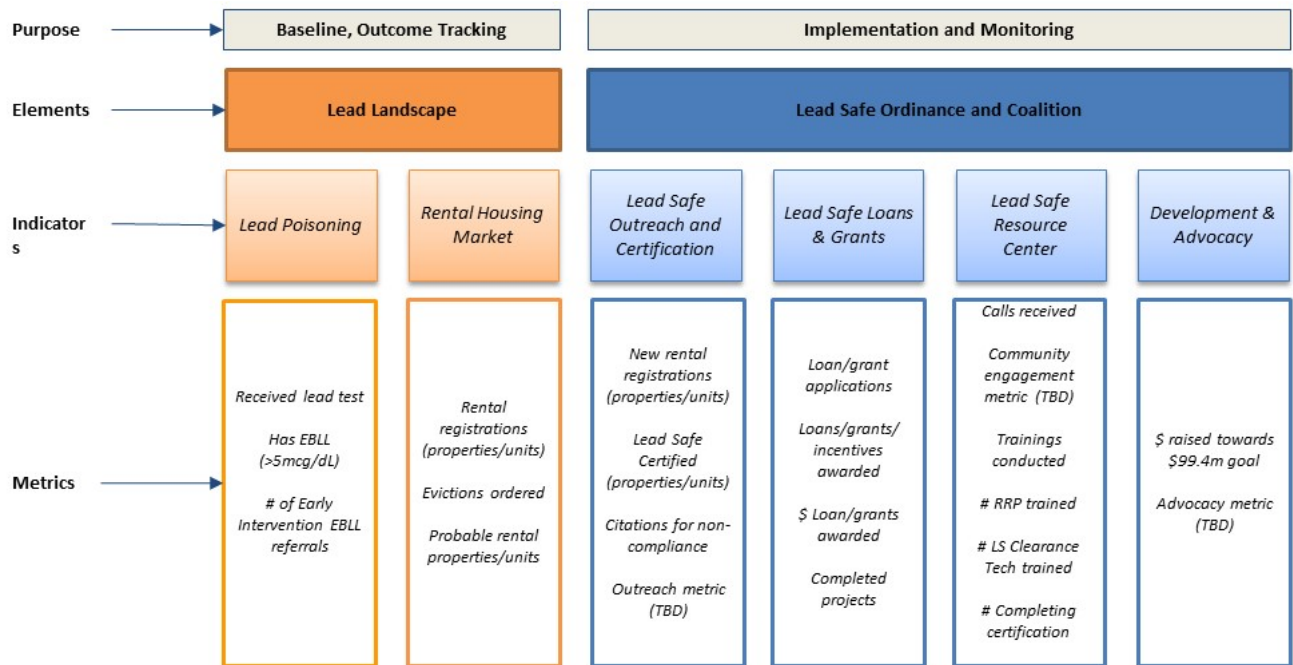 Purpose
Baseline, Outcome Tracking
Implementation and Monitoring
Elements
Lead Landscape
Lead Safe Ordinance and Coalition
Indicator
s
Lead Poisoning
Rental Housing
Market
Lead Safe
Outreach and
Certification
Lead Safe Loans
& Grants
Lead Safe
Resource
Center
Development &
Advocacy
Metrics
Received lead test
Has EBLL
(>5mcg/dL)
# of Early
Intervention EBLL
referrals
Rental
registrations
(properties/units)
Evictions ordered
Probable rental
properties/units
New rental
registrations
(properties/units)
Lead Safe
Certified
(properties/units)
Citations for non-
compliance
Outreach metric
(TBD)
Loan/grant
applications
Loans/grants/
incentives
awarded
$ Loan/grants
awarded
Completed
projects
Calls received
Community
engagement
metric (TBD)
Trainings
conducted
# RRP trained
# LS Clearance
Tech trained
# Completing
certification
$ raised towards
$99.4m goal
Advocacy metric
(TBD)